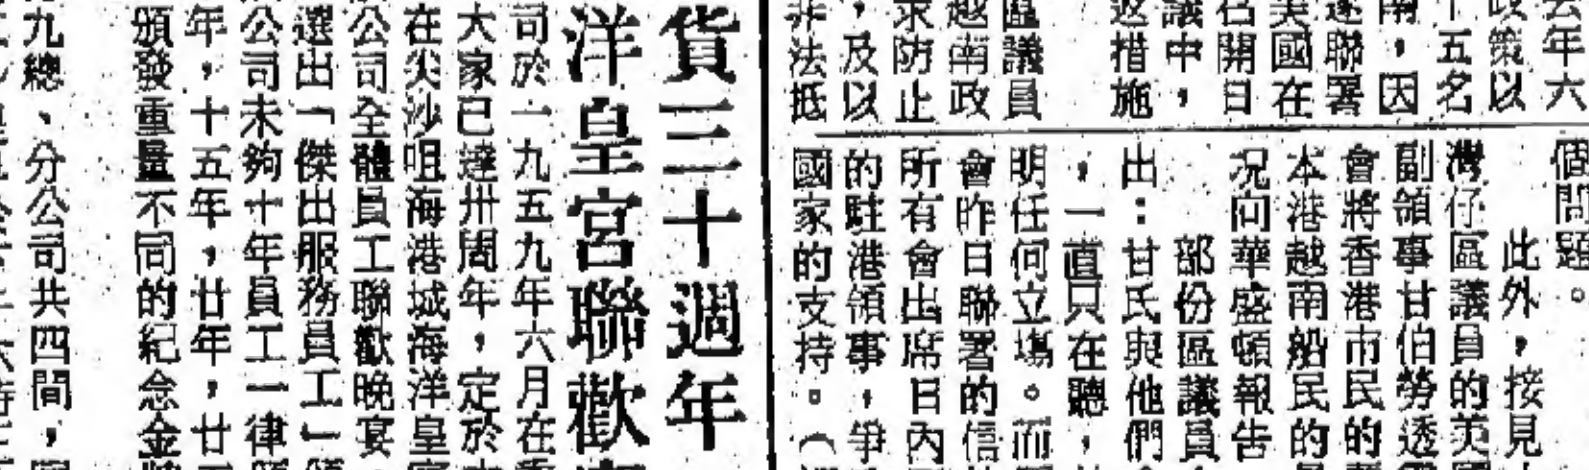 去年六
政策以
十五名
南，因
逐聯署
美國在
名開日
議中，
返措施
區議員
越南政
求防止
，及以
非法抵
個問題。
此外，接見
灣仔區議員的美
副領事甘伯勞透
會將香港市民的
本港越南船民的
况向華盛頓報告
部份區議員
出：甘氏與他們
，一直只在聽，
明任何立場。而
會昨日聯署的信
所有會出席日內
的駐港領事，爭
國家的支持。（
貨三十週年
洋皇宮聯歡
司於一九五九年六月在
大家已達卅周年，定於
在尖沙咀海港城海洋皇
公司全體員工聯歡晚宴，
選出「傑出服務員工」頒
公司未夠十年員工一律
年，十五年，廿年，廿
頒發重量不同的紀念金
九總、分公司共四間，